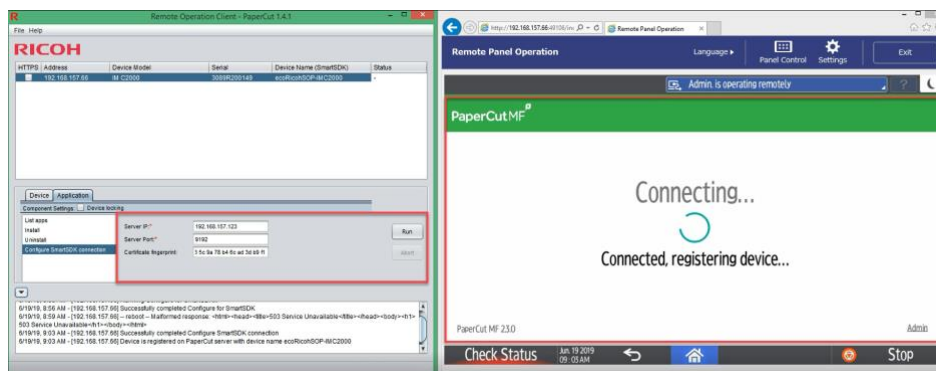 Remote Operation Client - PaperCut 1.4.1
File Help
RICOH
HTTPS Address Device Model Serial Device Name (SmartSDK) Status
192.168.157.66 IM C2000 3089R200149 ecoRicohSOP-IMC2000 -
Device Application
Component Settings: Device locking
List apps
Install
Uninstall
Configure SmartSDK connection
Server IP:* 192.168.157.123
Server Port:* 9192
Certificate fingerprint:
Run
Abort
6/19/19, 8:56 AM - [192.168.157.66] Successfully completed Configure for SmartSDK
6/19/19, 8:59 AM - [192.168.157.66] -- reboot -- Malformed response: <html><head><title>503 Service Unavailable</title></head><body><h1>
503 Service Unavailable</h1></body></html>
6/19/19, 9:03 AM - [192.168.157.66] Successfully completed Configure SmartSDK connection
6/19/19, 9:03 AM - [192.168.157.66] Device is registered on PaperCut server with device name ecoRicohSOP-IMC2000
Remote Panel Operation
Remote Panel Operation Language Panel Control Settings Exit
Admin. is operating remotely
?
PaperCut MF
Connecting...
Connected, registering device...
PaperCut MF 23.0 Admin
Check Status Jun. 19 2019 09:03AM Stop